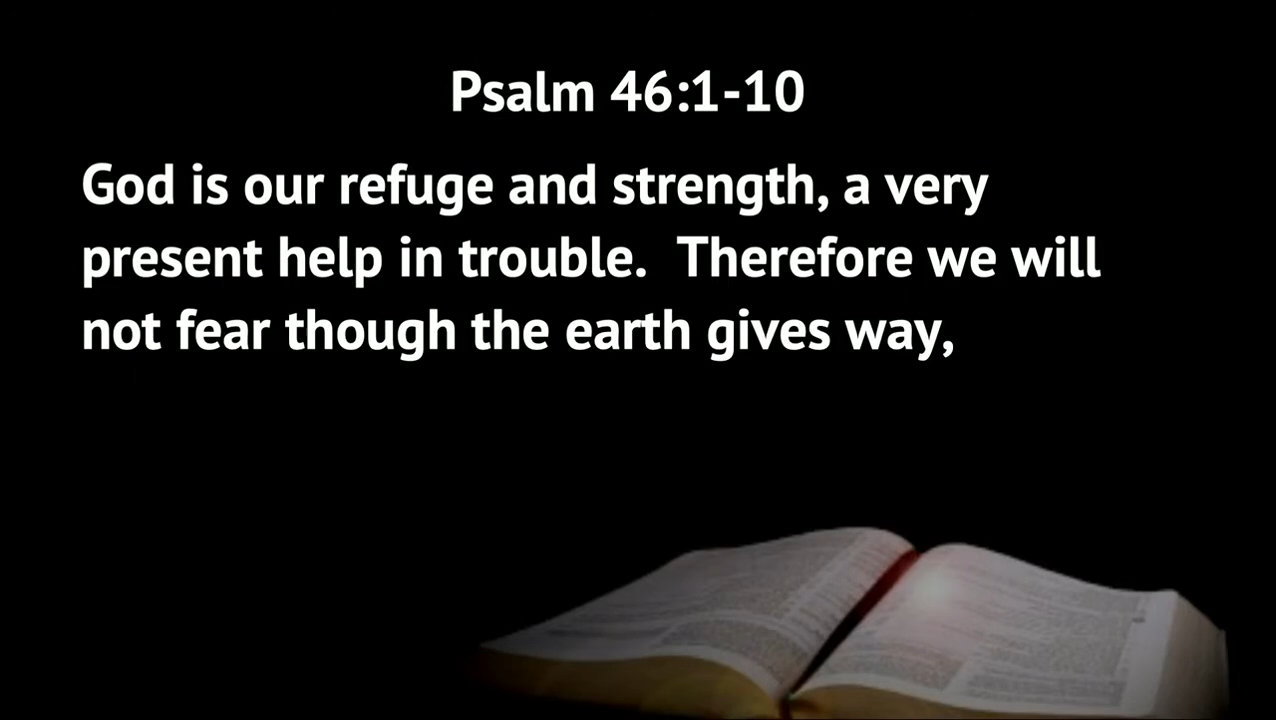 Psalm 46:1-10
God is our refuge and strength, a very
present help in trouble.  Therefore we will
not fear though the earth gives way,